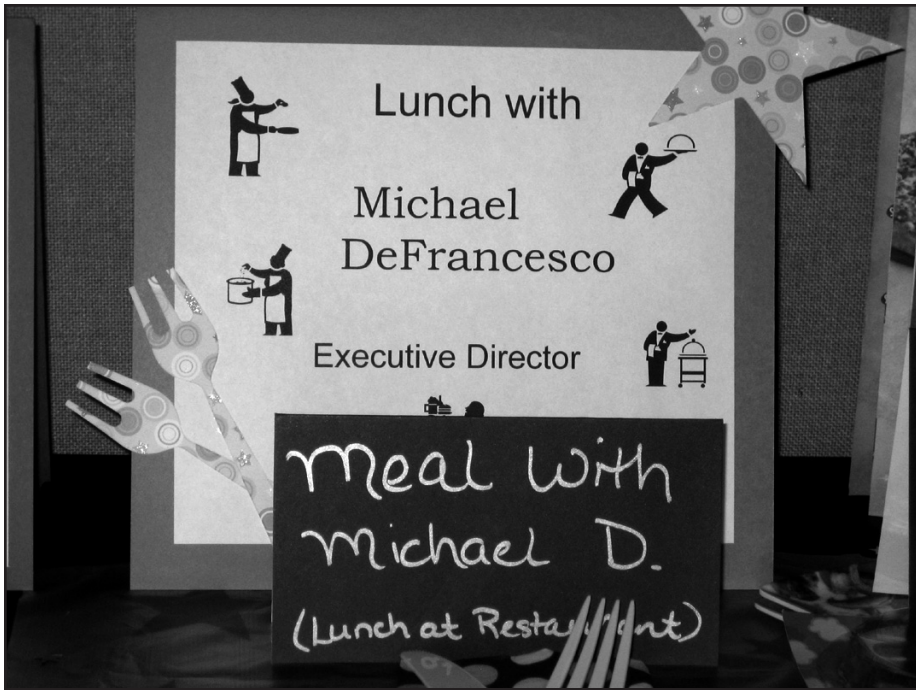 Lunch with
Michael
DeFrancesco
Executive Director
Meal With
Michael D.
(Lunch at Restaurant)